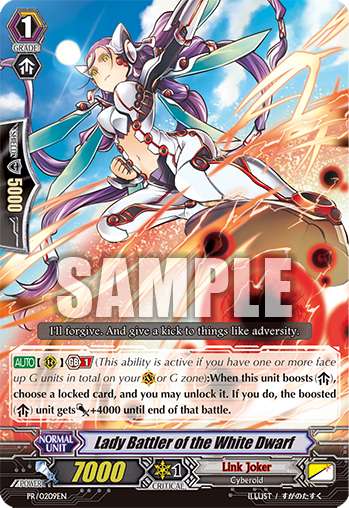 1
GRADE
SHIELD
5000
SAMPLE
I'll forgive. And give a kick to things like adversity.
AUTO [ ] GB 1 (This ability is active if you have one or more face
up G units in total on your or G zone):When this unit boosts ( ),
choose a locked card, and you may unlock it. If you do, the boosted
( ) unit gets +4000 until end of that battle.
NORMAL UNIT
Lady Battler of the White Dwarf
POWER 7000
1 CRITICAL
Link Joker
Cyberoid
PR/0209EN
ILLUST / すがのたすく